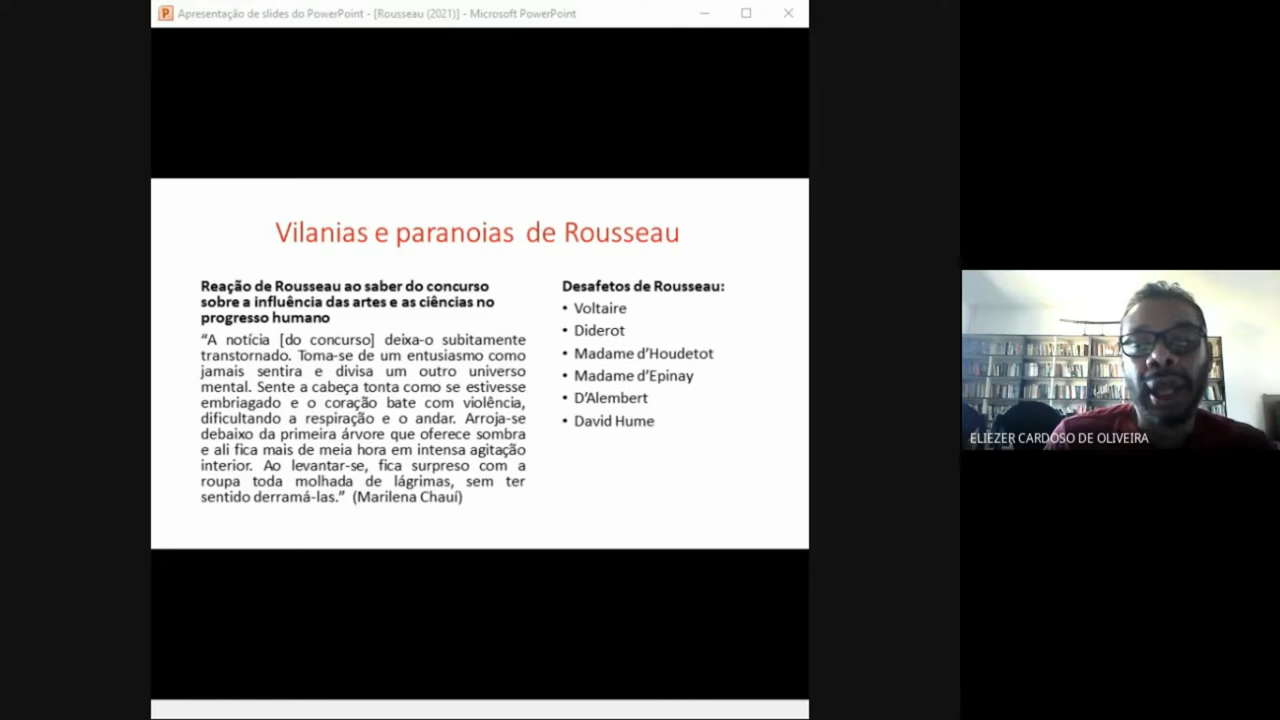 Apresentação de slides do PowerPoint - [Rousseau (2021)] - Microsoft PowerPoint
Vilanias e paranoias de Rousseau
Reação de Rousseau ao saber do concurso
sobre a influência das artes e as ciências no
progresso humano
“A notícia [do concurso] deixa-o subitamente
transtornado. Toma-se de um entusiasmo como
jamais sentira e divisa um outro universo
mental. Sente a cabeça tonta como se estivesse
embriagado e o coração bate com violência,
dificultando a respiração e o andar. Arroja-se
debaixo da primeira árvore que oferece sombra
e ali fica mais de meia hora em intensa agitação
interior. Ao levantar-se, fica surpreso com a
roupa toda molhada de lágrimas, sem ter
sentido derramá-las.” (Marilena Chauí)
Desafetos de Rousseau:
• Voltaire
• Diderot
• Madame d’Houdetot
• Madame d’Epinay
• D’Alembert
• David Hume
ELIEZER CARDOSO DE OLIVEIRA